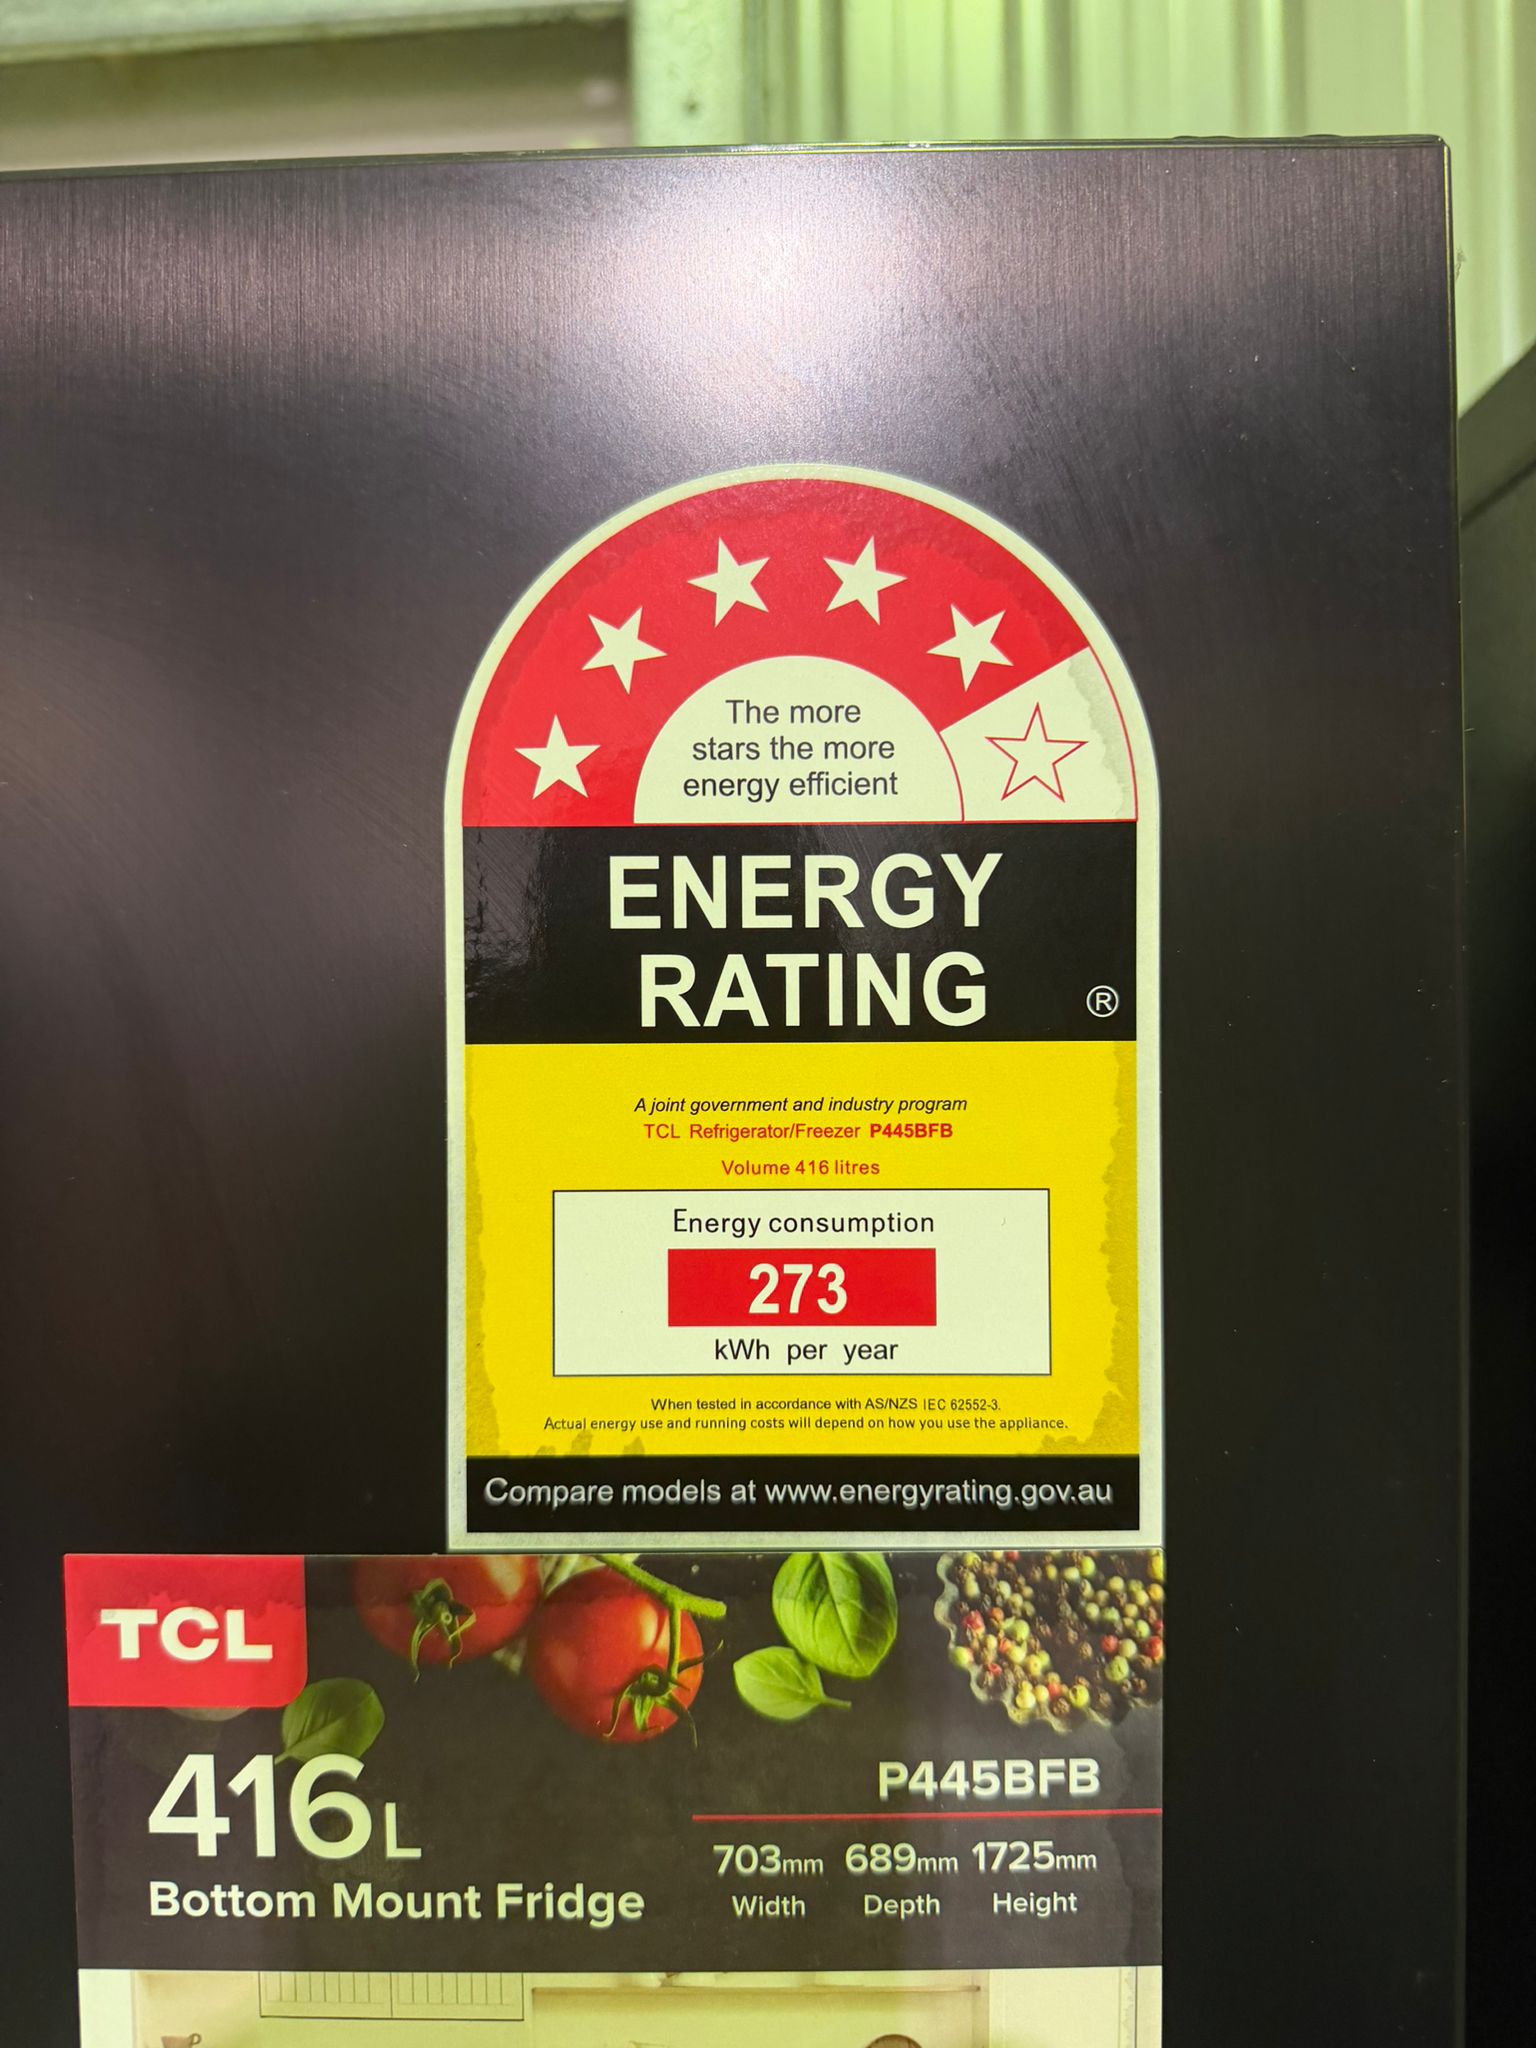 The more
stars the more
energy efficient
ENERGY
RATING ®
A joint government and industry program
TCL Refrigerator/Freezer P445BFB
Volume 416 litres
Energy consumption
273
kWh per year
When tested in accordance with AS/NZS IEC 62552-3.
Actual energy use and running costs will depend on how you use the appliance.
Compare models at www.energyrating.gov.au
TCL
416L
Bottom Mount Fridge
P445BFB
703mm 689mm 1725mm
Width Depth Height